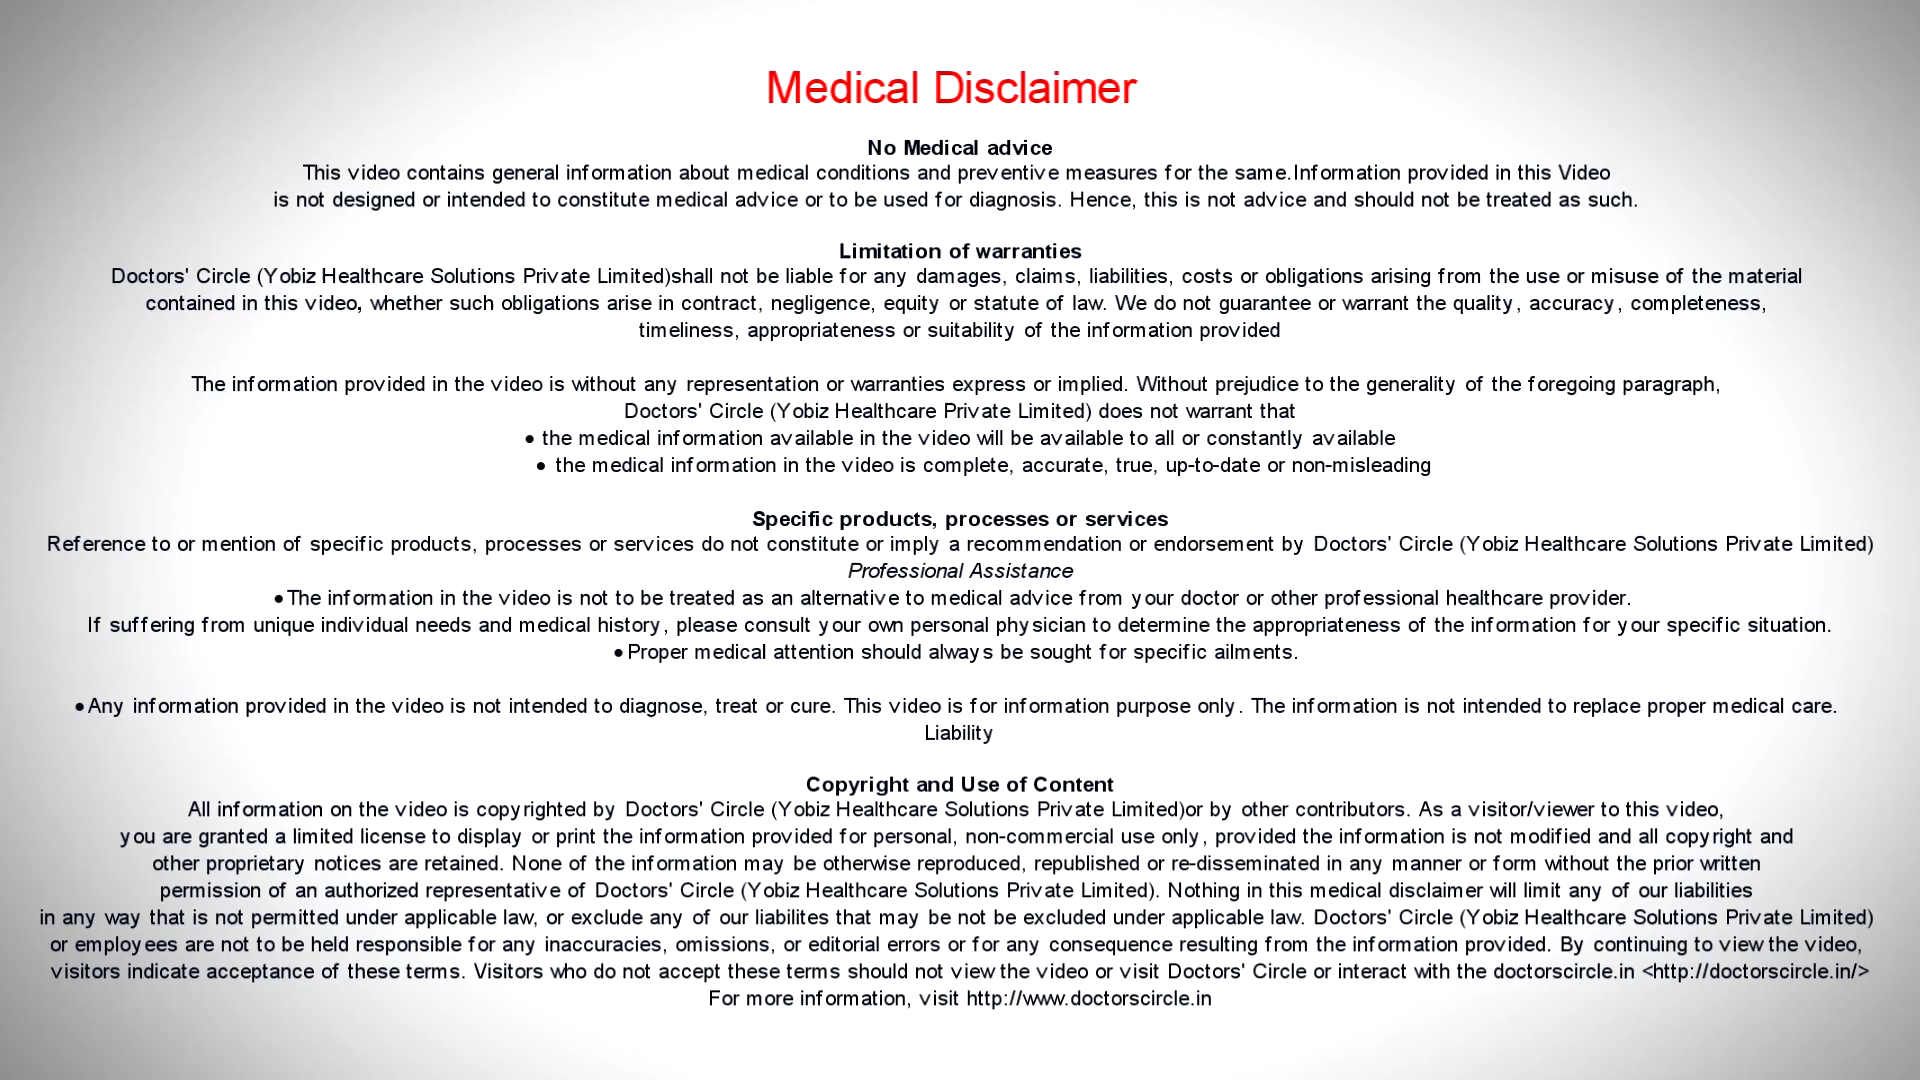 Medical Disclaimer
No Medical advice
This video contains general information about medical conditions and preventive measures for the same.Information provided in this Video
is not designed or intended to constitute medical advice or to be used for diagnosis. Hence, this is not advice and should not be treated as such.
Limitation of warranties
Doctors' Circle (Yobiz Healthcare Solutions Private Limited)shall not be liable for any damages, claims, liabilities, costs or obligations arising from the use or misuse of the material
contained in this video, whether such obligations arise in contract, negligence, equity or statute of law. We do not guarantee or warrant the quality, accuracy, completeness,
timeliness, appropriateness or suitability of the information provided
The information provided in the video is without any representation or warranties express or implied. Without prejudice to the generality of the foregoing paragraph,
Doctors' Circle (Yobiz Healthcare Private Limited) does not warrant that
• the medical information available in the video will be available to all or constantly available
• the medical information in the video is complete, accurate, true, up-to-date or non-misleading
Specific products, processes or services
Reference to or mention of specific products, processes or services do not constitute or imply a recommendation or endorsement by Doctors' Circle (Yobiz Healthcare Solutions Private Limited)
Professional Assistance
•The information in the video is not to be treated as an alternative to medical advice from your doctor or other professional healthcare provider.
If suffering from unique individual needs and medical history, please consult your own personal physician to determine the appropriateness of the information for your specific situation.
•Proper medical attention should always be sought for specific ailments.
•Any information provided in the video is not intended to diagnose, treat or cure. This video is for information purpose only. The information is not intended to replace proper medical care.
Liability
Copyright and Use of Content
All information on the video is copyrighted by Doctors' Circle (Yobiz Healthcare Solutions Private Limited)or by other contributors. As a visitor/viewer to this video,
you are granted a limited license to display or print the information provided for personal, non-commercial use only, provided the information is not modified and all copyright and
other proprietary notices are retained. None of the information may be otherwise reproduced, republished or re-disseminated in any manner or form without the prior written
permission of an authorized representative of Doctors' Circle (Yobiz Healthcare Solutions Private Limited). Nothing in this medical disclaimer will limit any of our liabilities
in any way that is not permitted under applicable law, or exclude any of our liabilites that may be not be excluded under applicable law. Doctors' Circle (Yobiz Healthcare Solutions Private Limited)
or employees are not to be held responsible for any inaccuracies, omissions, or editorial errors or for any consequence resulting from the information provided. By continuing to view the video,
visitors indicate acceptance of these terms. Visitors who do not accept these terms should not view the video or visit Doctors' Circle or interact with the doctorscircle.in <http://doctorscircle.in/>
For more information, visit http://www.doctorscircle.in